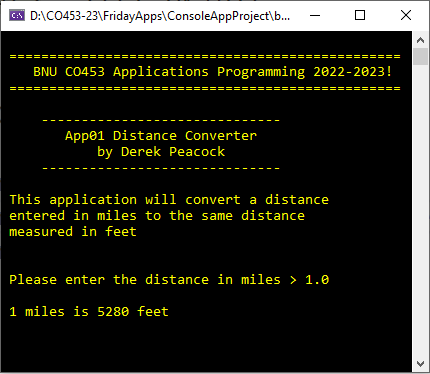 D:\CO453-23\FridayApps\ConsoleAppProject\b...
=================================================
BNU CO453 Applications Programming 2022-2023!
=================================================
------------------------------
App01 Distance Converter
by Derek Peacock
------------------------------
This application will convert a distance
entered in miles to the same distance
measured in feet
Please enter the distance in miles > 1.0
1 miles is 5280 feet